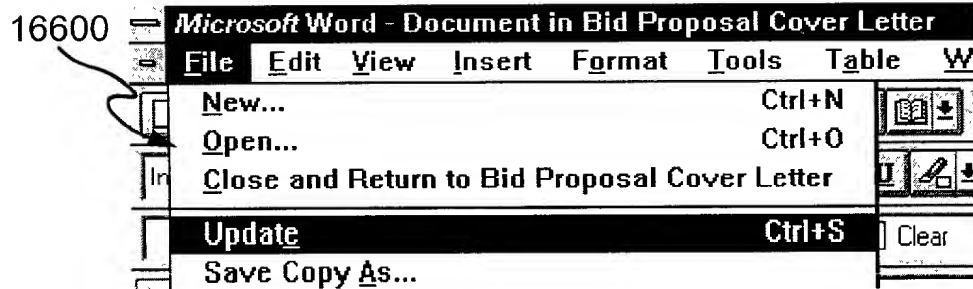 16600
Microsoft Word - Document in Bid Proposal Cover Letter
File Edit View Insert Format Tools Table W
New... Ctrl+N
Open... Ctrl+O
In
Close and Return to Bid Proposal Cover Letter U
Update Ctrl+S Clear
Save Copy As...